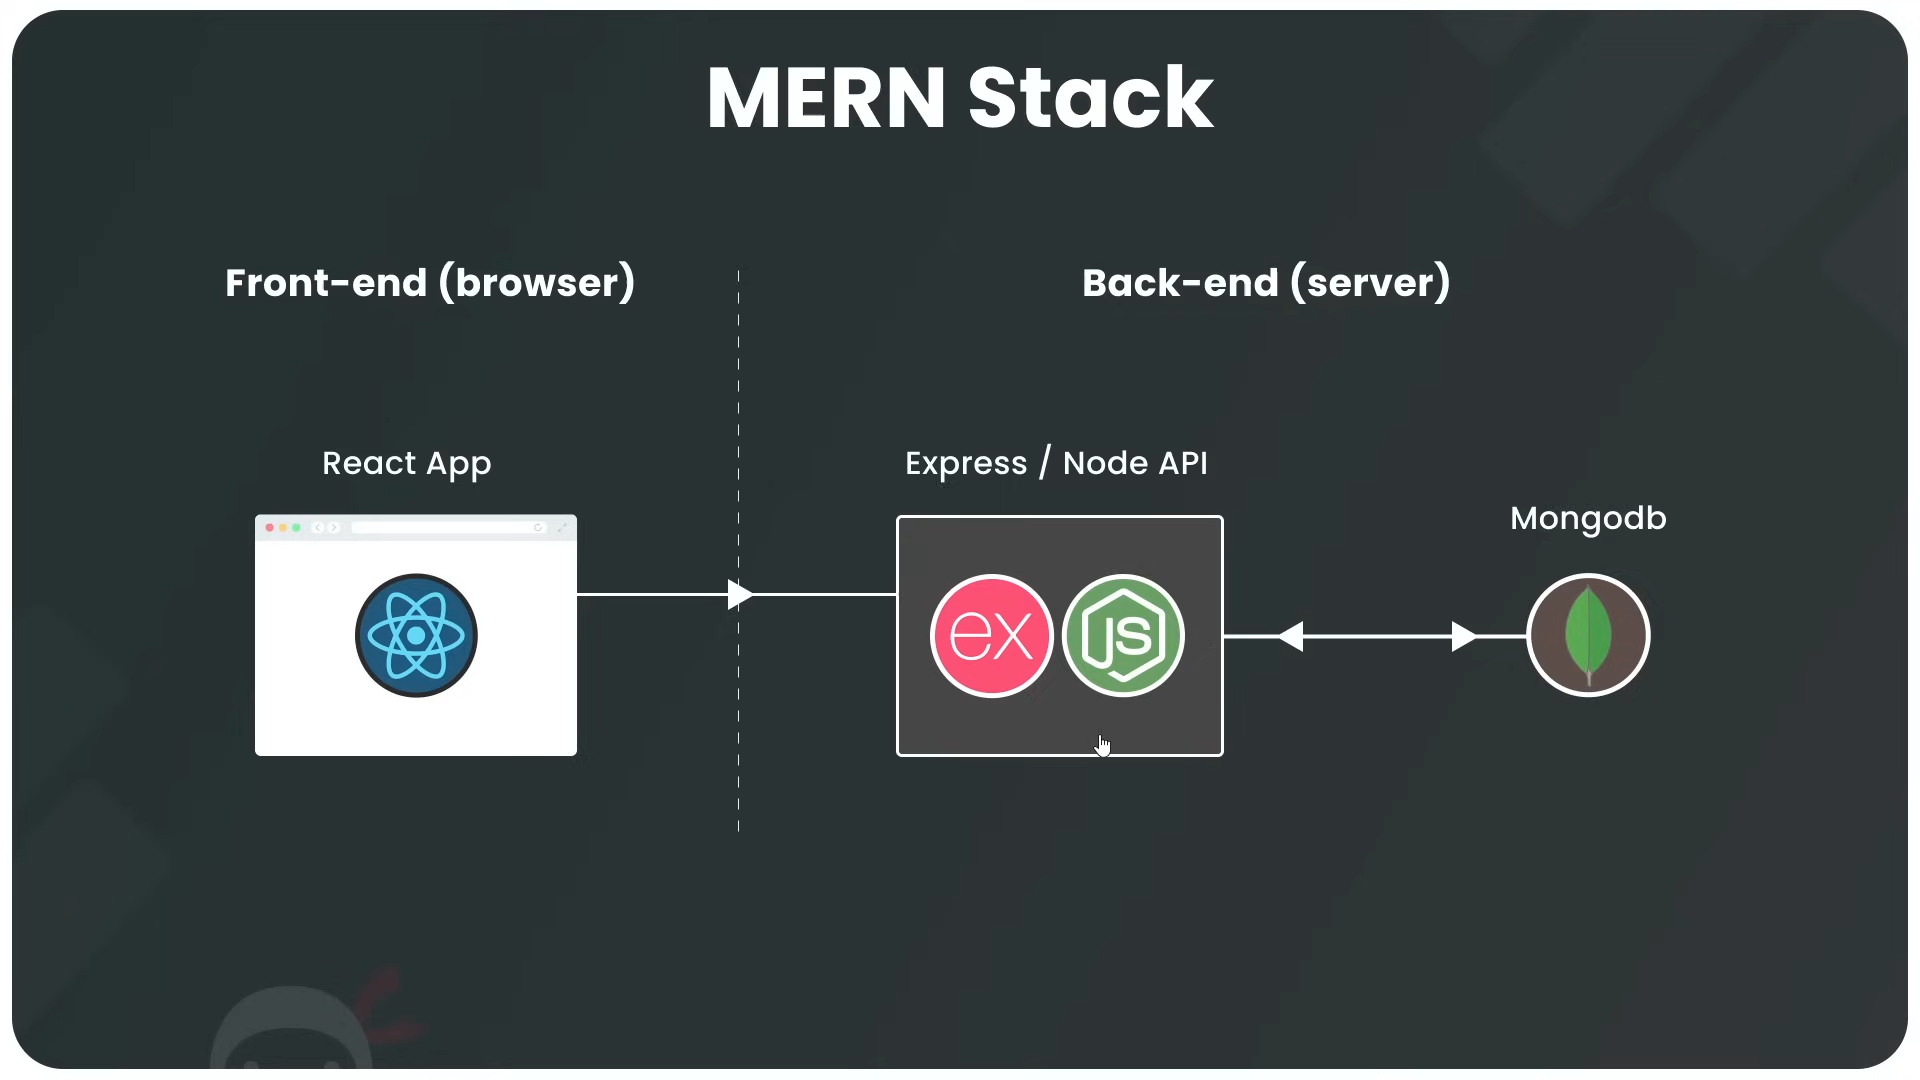 MERN Stack
Front-end (browser)
Back-end (server)
React App
Express / Node API
Mongodb
ex
JS